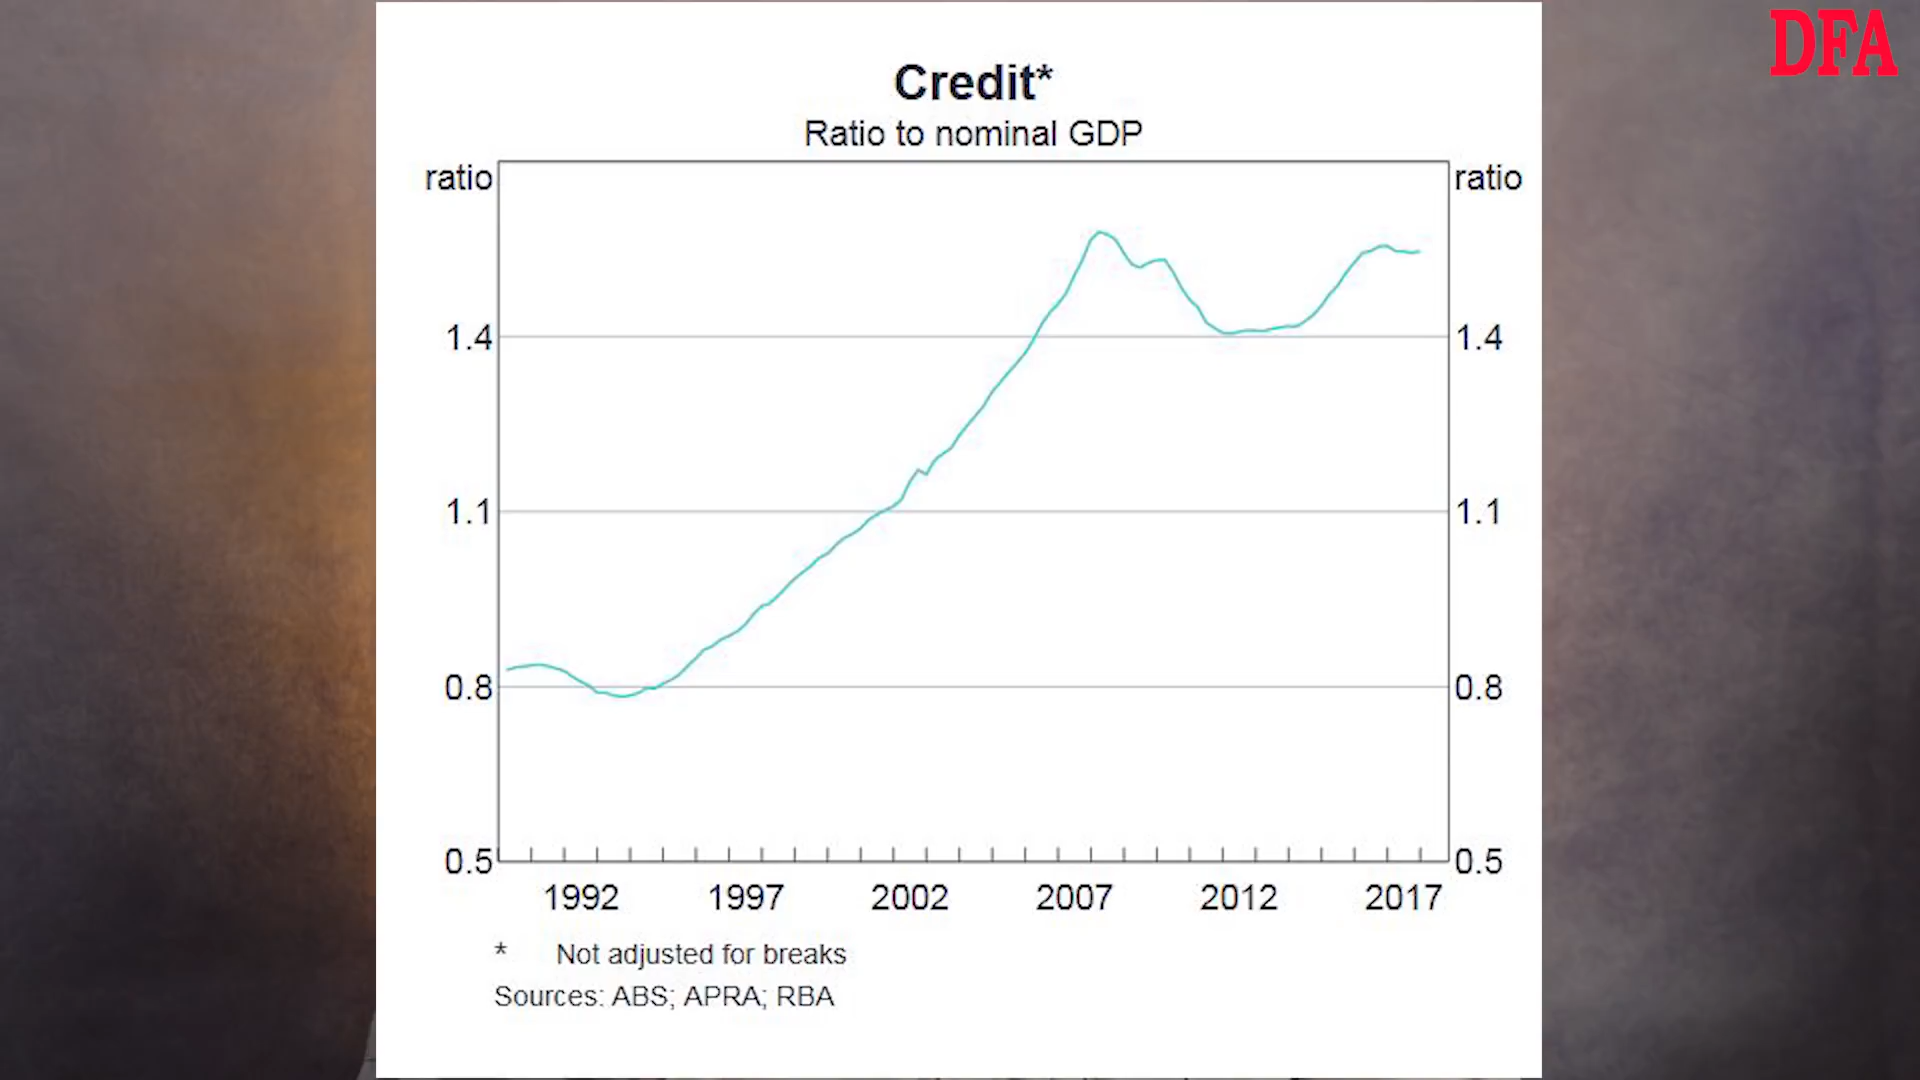 DFA
Credit*
Ratio to nominal GDP
ratio ratio
1.4 1.4
1.1 1.1
0.8 0.8
0.5 0.5
1992 1997 2002 2007 2012 2017
* Not adjusted for breaks
Sources: ABS; APRA; RBA